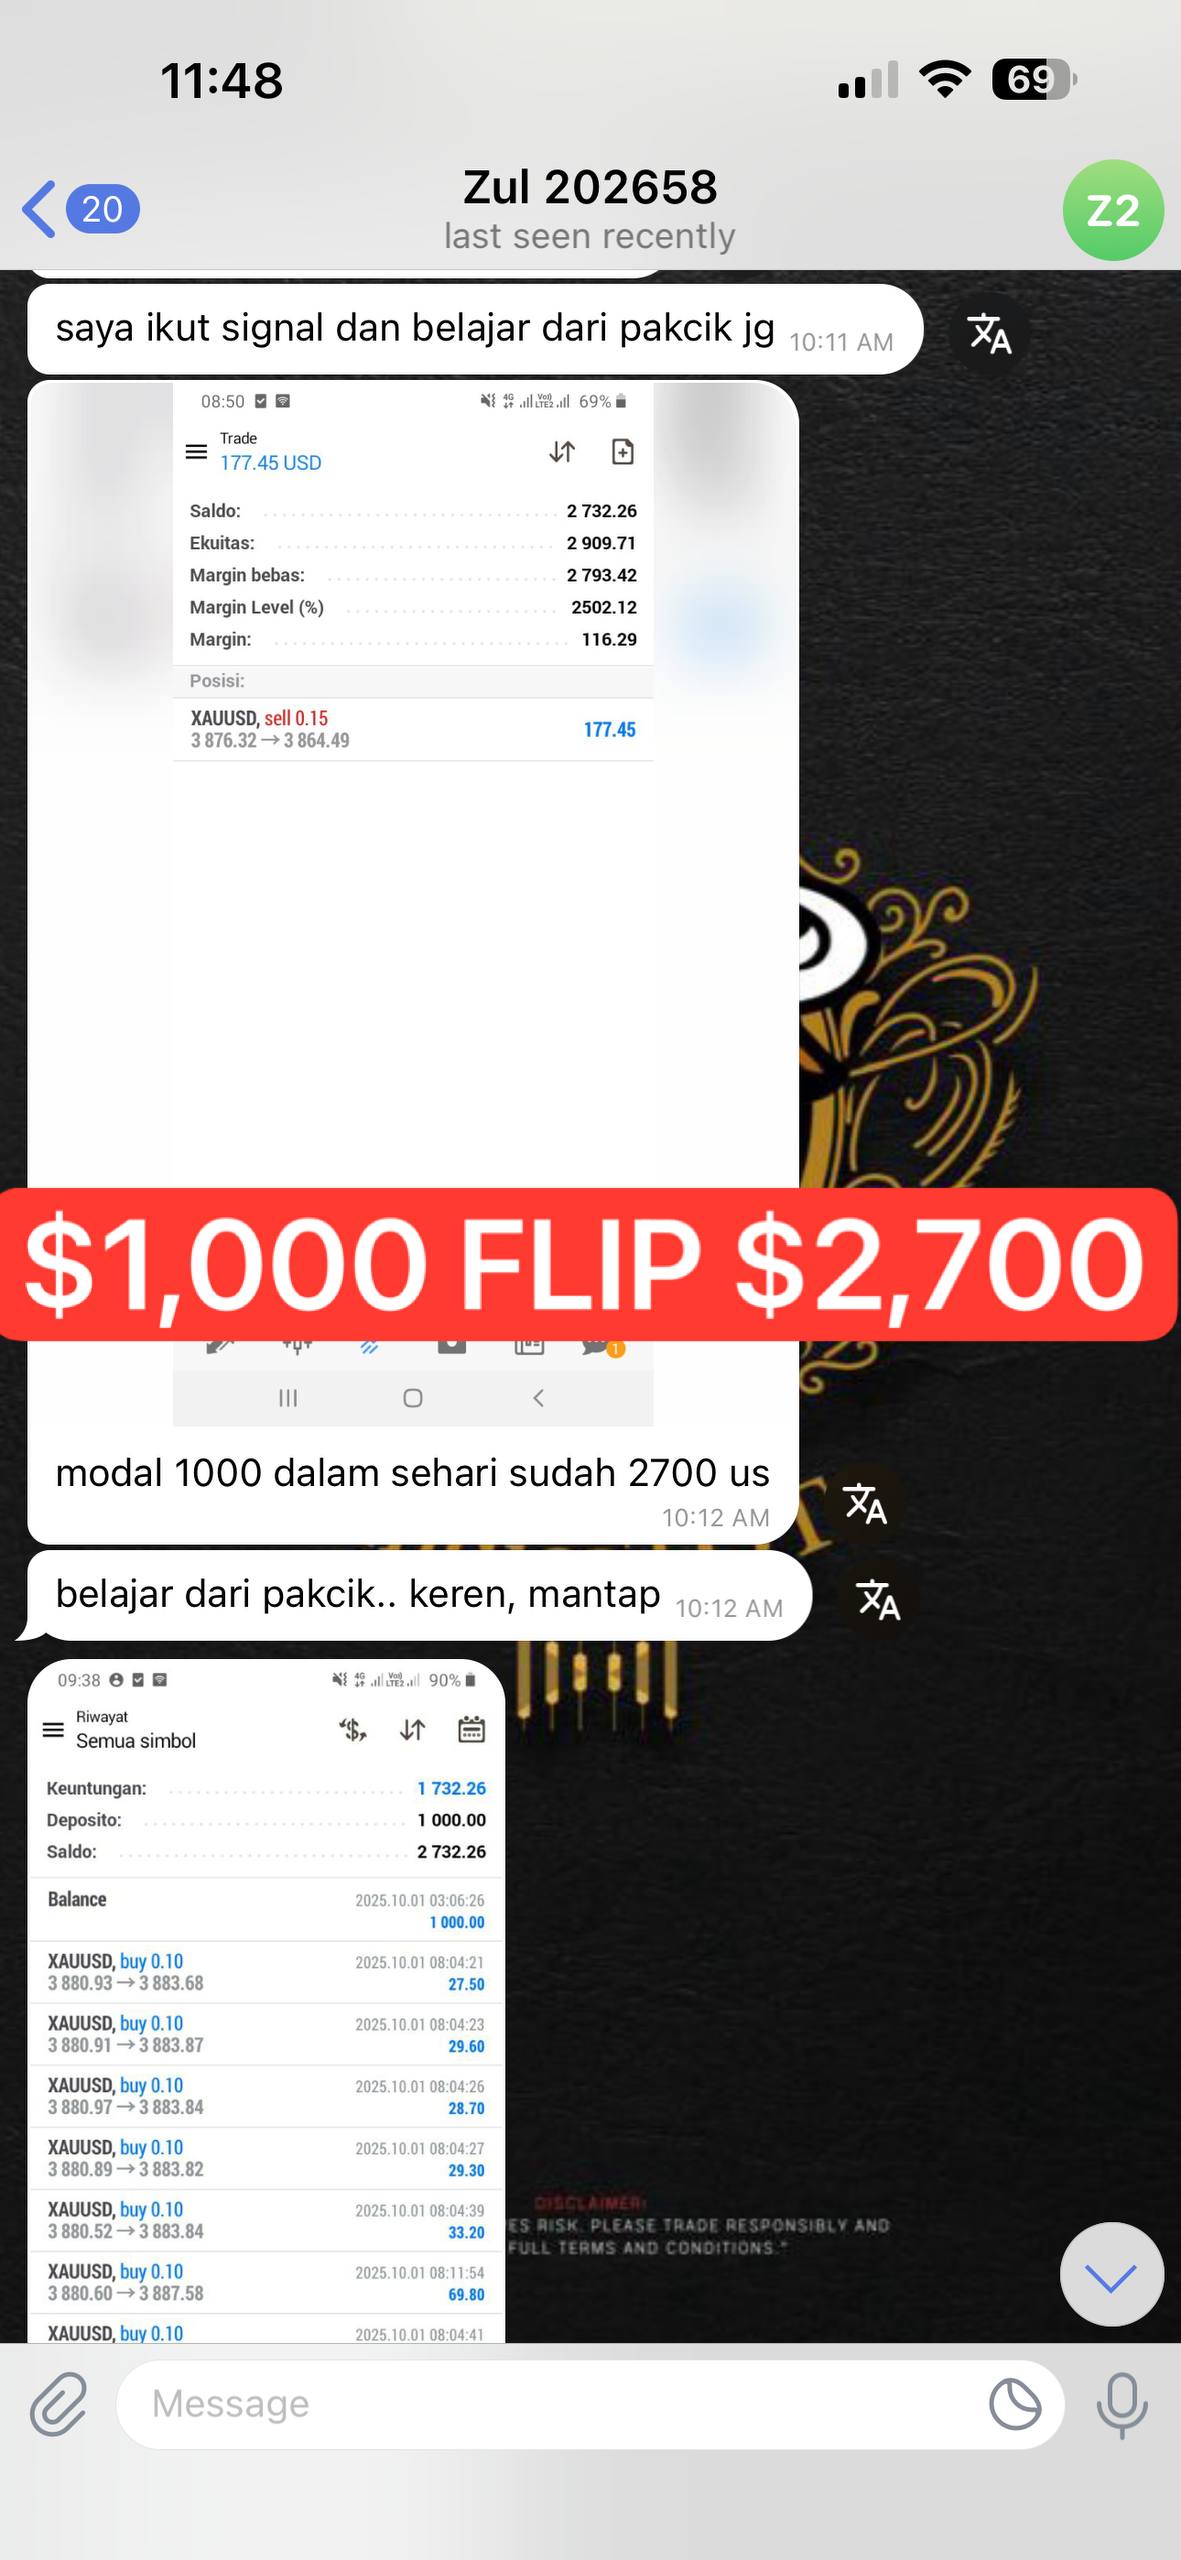 11:48
69
20
Zul 202658
last seen recently
Z2
saya ikut signal dan belajar dari pakcik jg 10:11 AM
08:50
4G
Vo)
LTE2
69%
Trade
177.45 USD
Saldo: 2 732.26
Ekuitas: 2 909.71
Margin bebas: 2 793.42
Margin Level (%) 2502.12
Margin: 116.29
Posisi:
XAUUSD, sell 0.15
3 876.32 → 3 864.49
177.45
$1,000 FLIP $2,700
1
modal 1000 dalam sehari sudah 2700 us
10:12 AM
belajar dari pakcik.. keren, mantap 10:12 AM
09:38
4G
Vo)
LTE2
90%
Riwayat
Semua simbol
Keuntungan: 1 732.26
Deposito: 1 000.00
Saldo: 2 732.26
Balance 2025.10.01 03:06:26
1 000.00
XAUUSD, buy 0.10 2025.10.01 08:04:21
3 880.93 → 3 883.68 27.50
XAUUSD, buy 0.10 2025.10.01 08:04:23
3 880.91 → 3 883.87 29.60
XAUUSD, buy 0.10 2025.10.01 08:04:26
3 880.97 → 3 883.84 28.70
XAUUSD, buy 0.10 2025.10.01 08:04:27
3 880.89 → 3 883.82 29.30
XAUUSD, buy 0.10 2025.10.01 08:04:39
3 880.52 → 3 883.84 33.20
XAUUSD, buy 0.10 2025.10.01 08:11:54
3 880.60 → 3 887.58 69.80
XAUUSD, buy 0.10 2025.10.01 08:04:41
DISCLAIMER:
ES RISK. PLEASE TRADE RESPONSIBLY AND
FULL TERMS AND CONDITIONS."
Message